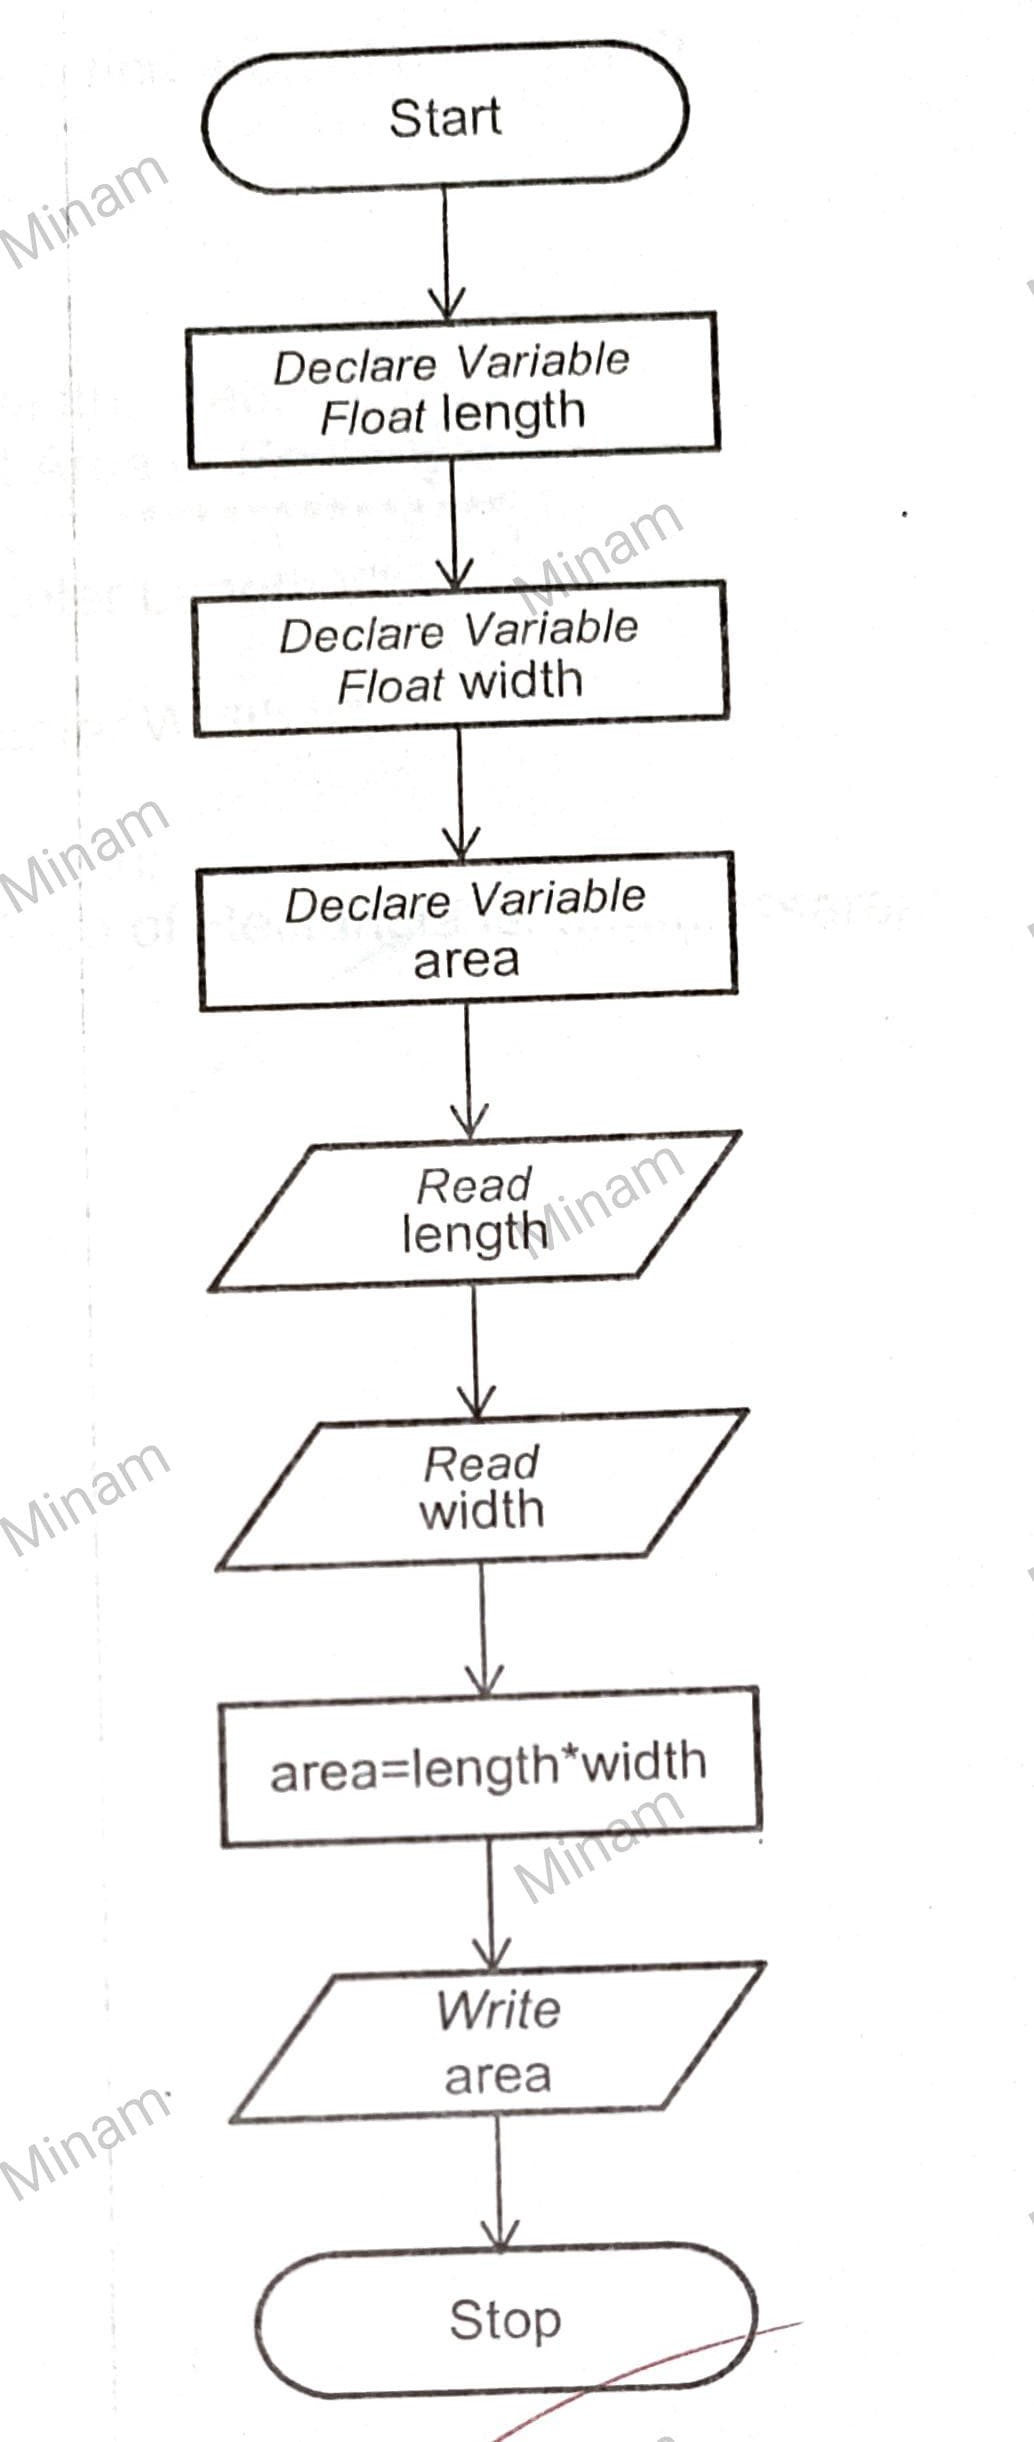 Start
Minam
Declare Variable
Float length
Minam
Declare Variable
Float width
Minam
Declare Variable
area
Read
length
Minam
Read
width
Minam
area=length*width
Minam
Write
area
Minam
Stop